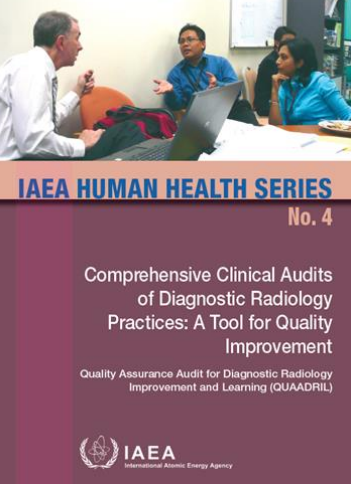 IAEA HUMAN HEALTH SERIES
No. 4
Comprehensive Clinical Audits
of Diagnostic Radiology
Practices: A Tool for Quality
Improvement
Quality Assurance Audit for Diagnostic Radiology
Improvement and Learning (QUAADRIL)
IAEA
International Atomic Energy Agency